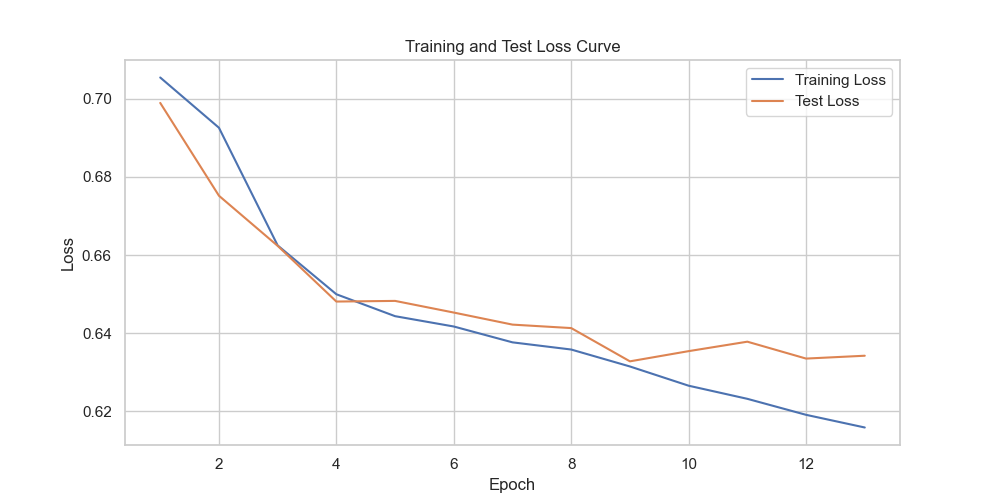 Training and Test Loss Curve
Training Loss
Test Loss
0.70
0.68
0.66
0.64
0.62
Loss
2 4 6 8 10 12
Epoch